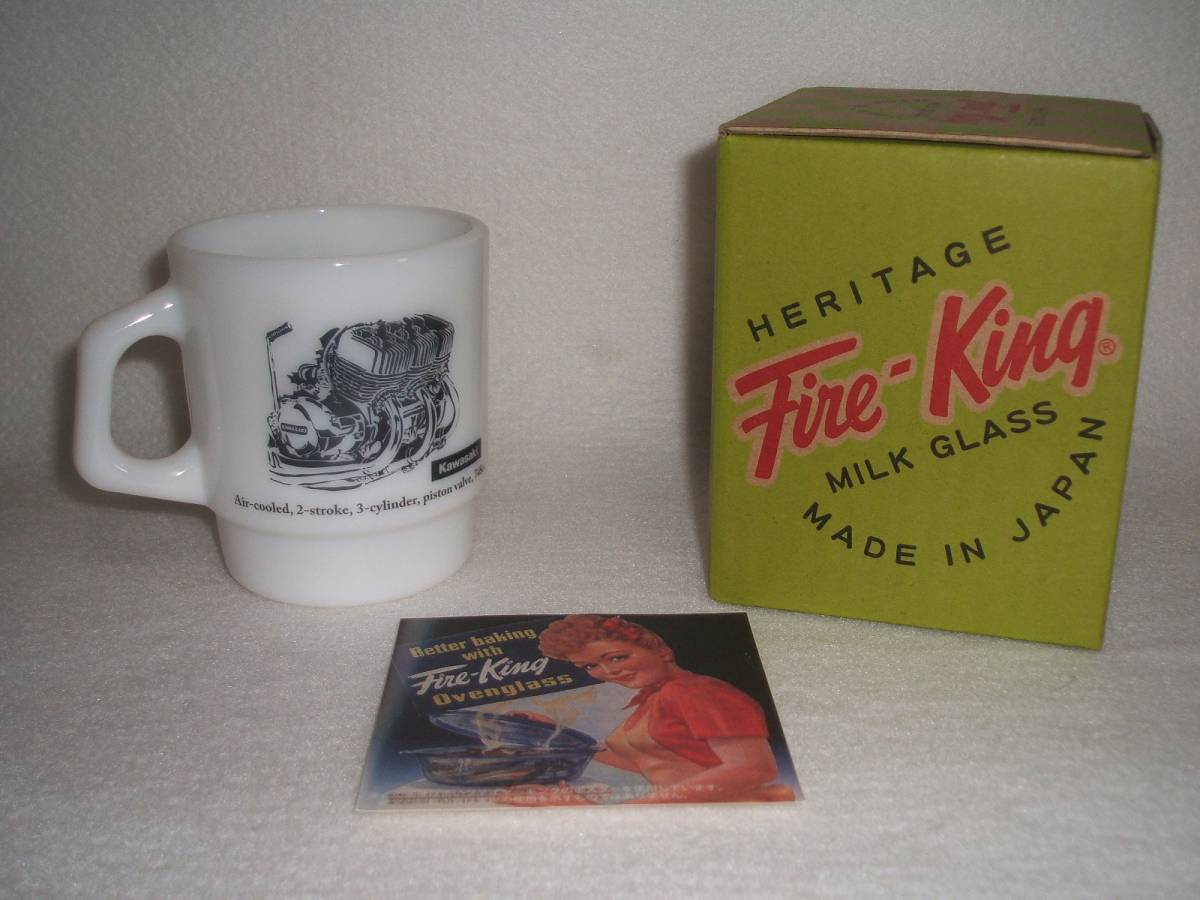 KAWASAKI
Kawasaki
Air-cooled, 2-stroke, 3-cylinder, piston valve,
HERITAGE
Fire-King®
MILK GLASS
MADE IN JAPAN
Better baking
with
Fire-King
Ovenglass